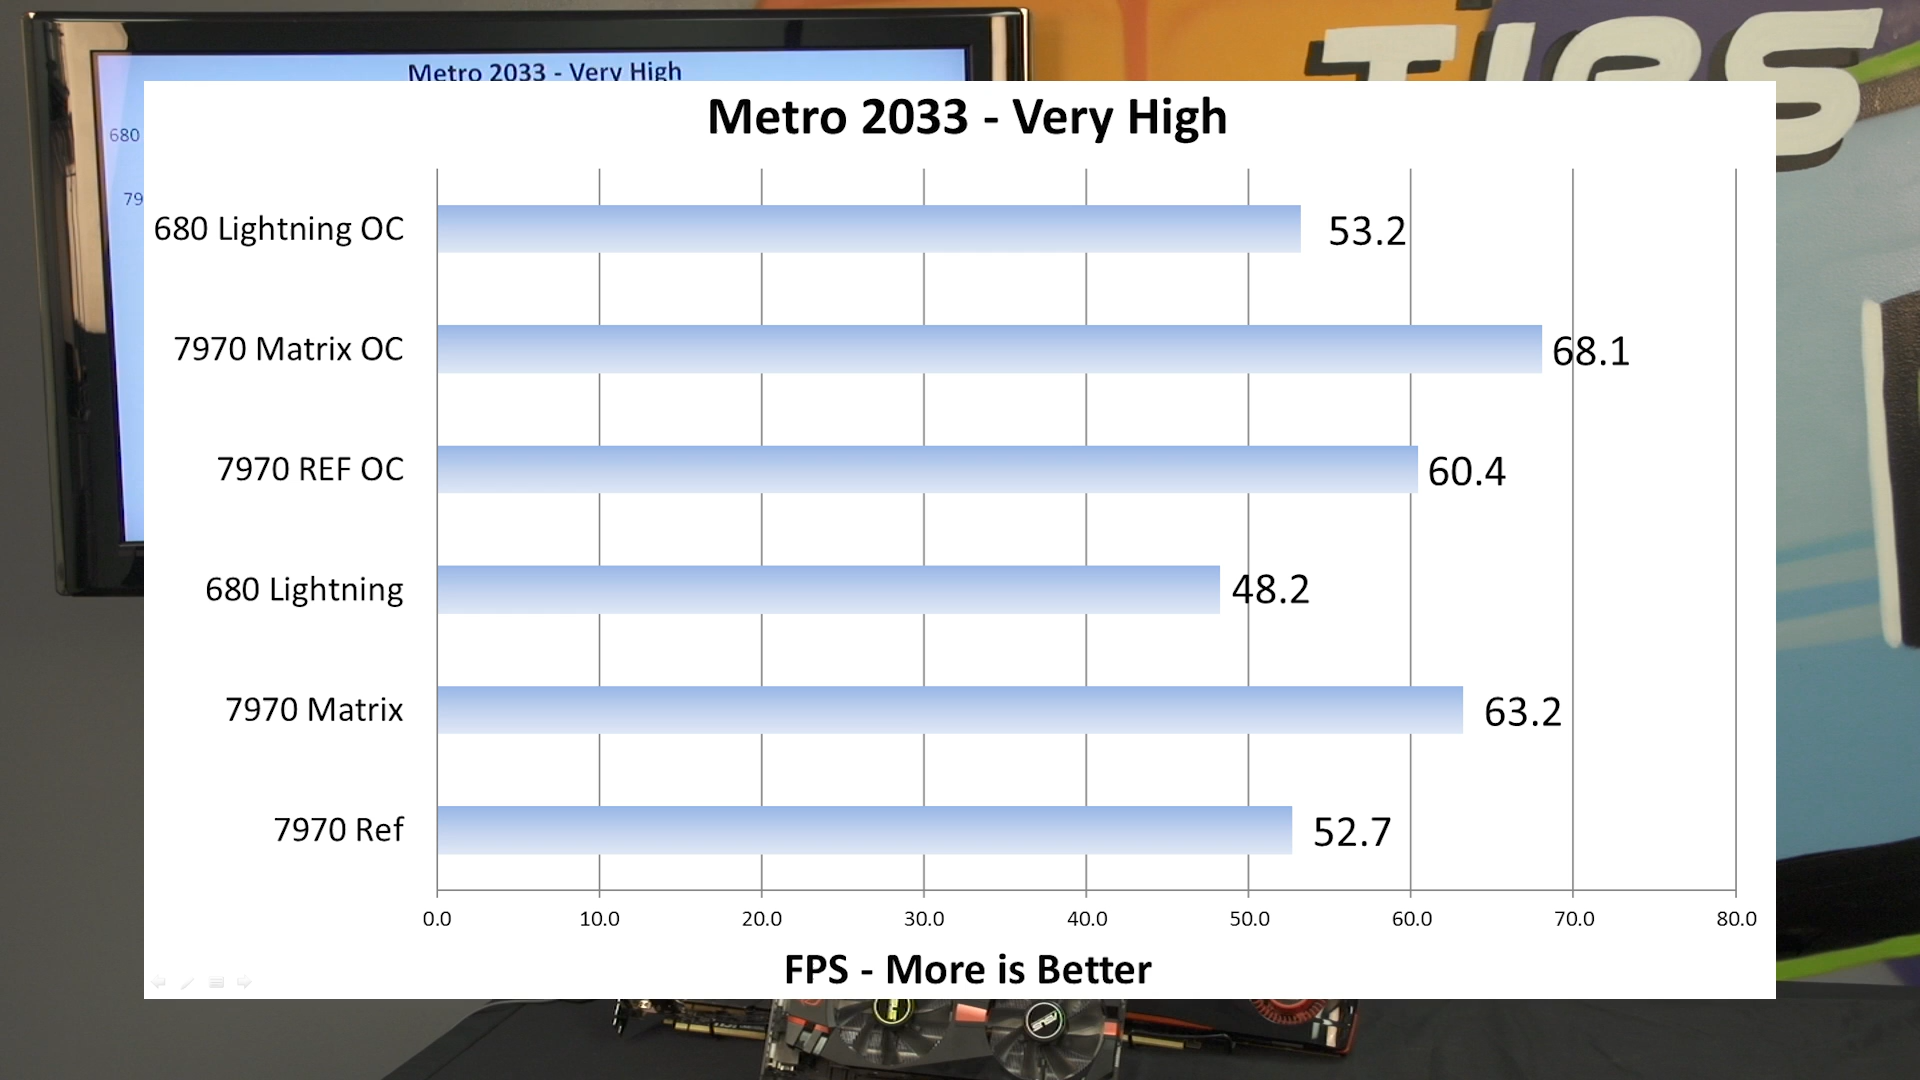 TIPS
Metro 2033 - Very High
680
79
Metro 2033 - Very High
680 Lightning OC
53.2
7970 Matrix OC
68.1
7970 REF OC
60.4
680 Lightning
48.2
7970 Matrix
63.2
7970 Ref
52.7
0.0 10.0 20.0 30.0 40.0 50.0 60.0 70.0 80.0
FPS - More is Better
ASUS